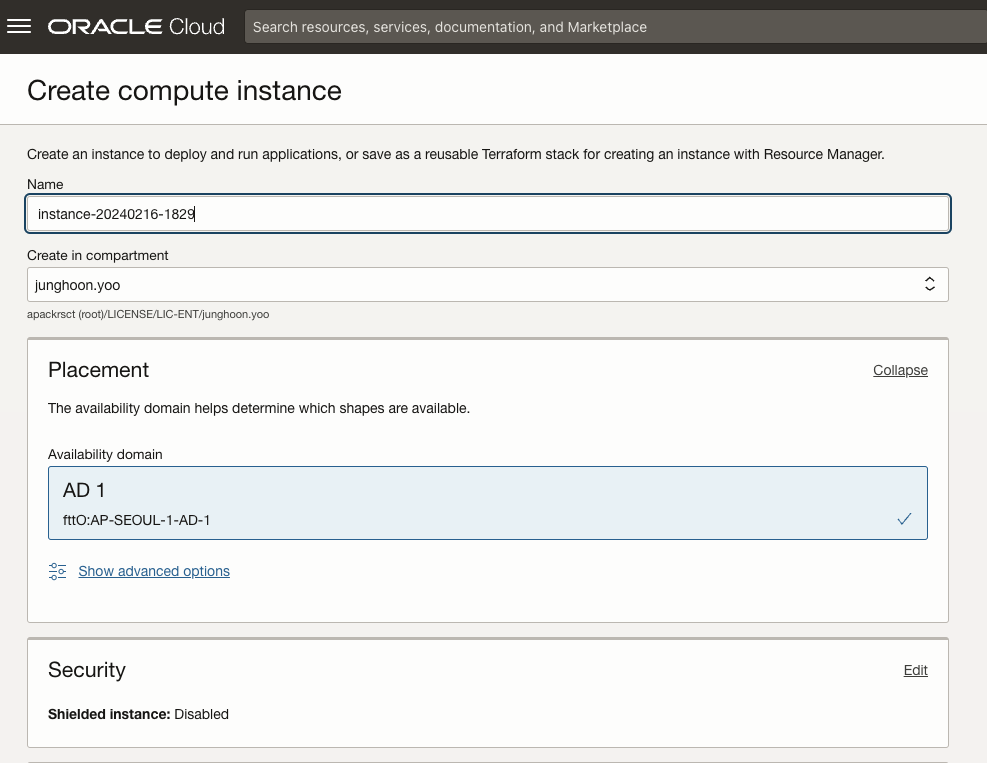 ORACLE Cloud
Search resources, services, documentation, and Marketplace
Create compute instance
Create an instance to deploy and run applications, or save as a reusable Terraform stack for creating an instance with Resource Manager.
Name
instance-20240216-1829
Create in compartment
junghoon.yoo
apackrsct (root)/LICENSE/LIC-ENT/junghoon.yoo
Placement
Collapse
The availability domain helps determine which shapes are available.
Availability domain
AD 1
fttO:AP-SEOUL-1-AD-1
Show advanced options
Security
Edit
Shielded instance: Disabled